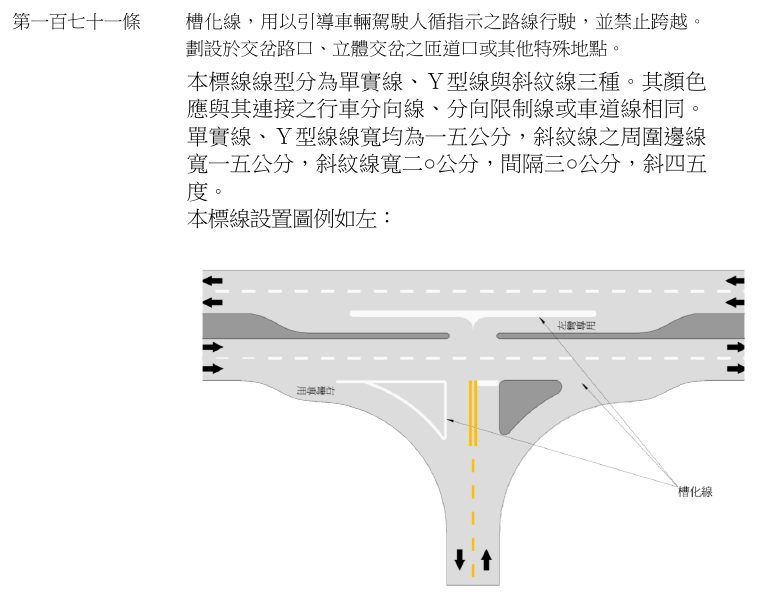 第一百七十一條 槽化線，用以引導車輛駕駛人循指示之路線行駛，並禁止跨越。
劃設於交岔路口、立體交岔之匝道口或其他特殊地點。
本標線線型分為單實線、Ｙ型線與斜紋線三種。其顏色
應與其連接之行車分向線、分向限制線或車道線相同。
單實線、Ｙ型線線寬均為一五公分，斜紋線之周圍邊線
寬一五公分，斜紋線寬二○公分，間隔三○公分，斜四五
度。
本標線設置圖例如左：
左轉專用
右轉專用
槽化線